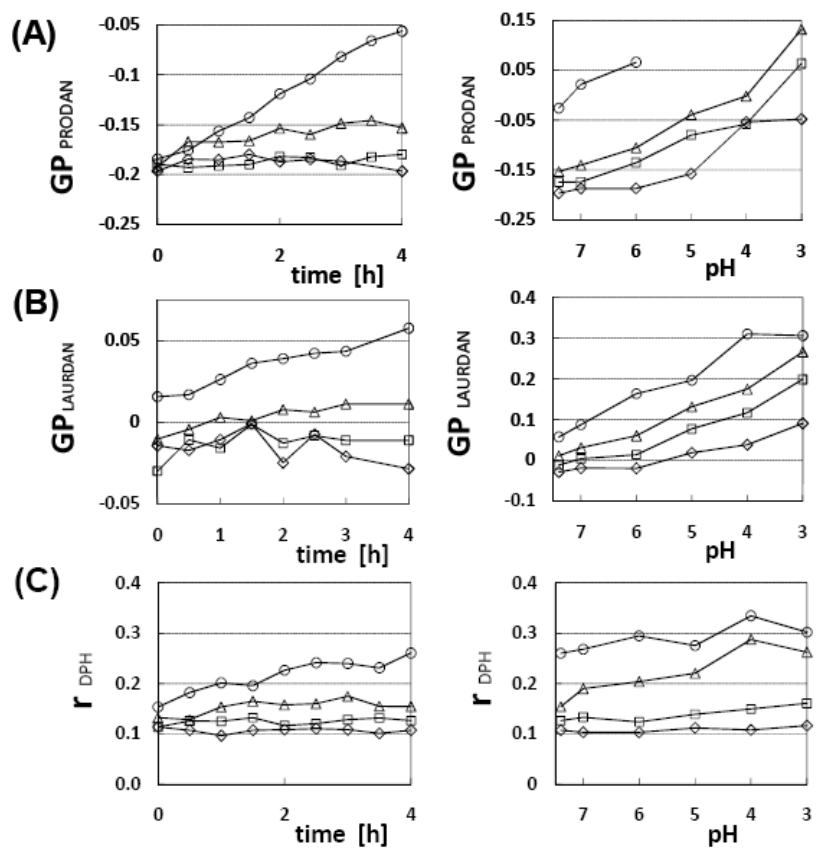 (A)
GP PRODAN
-0.05
-0.1
-0.15
-0.2
-0.25
0 2 4
time [h]
GP PRODAN
0.15
0.05
-0.05
-0.15
-0.25
7 6 5 4 3
pH
(B)
GP LAURDAN
0.05
0
-0.05
0 1 2 3 4
time [h]
GP LAURDAN
0.4
0.3
0.2
0.1
0
-0.1
7 6 5 4 3
pH
(C)
r DPH
0.4
0.3
0.2
0.1
0.0
0 2 4
time [h]
r DPH
0.4
0.3
0.2
0.1
0
7 6 5 4 3
pH